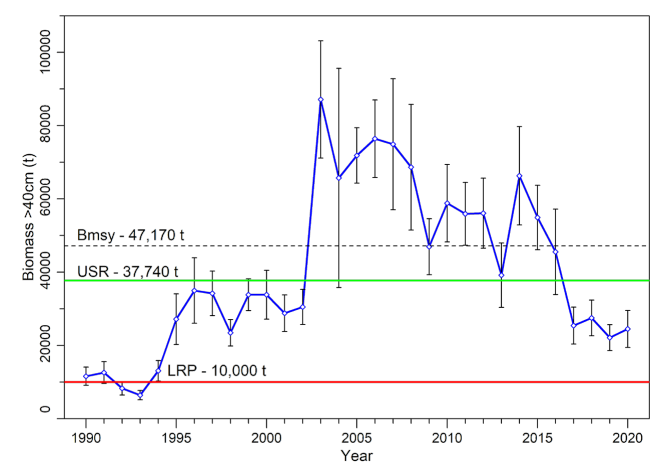 100000
80000
60000
40000
20000
0
Biomass >40cm (t)
Bmsy - 47,170 t
USR - 37,740 t
LRP - 10,000 t
1990 1995 2000 2005 2010 2015 2020
Year